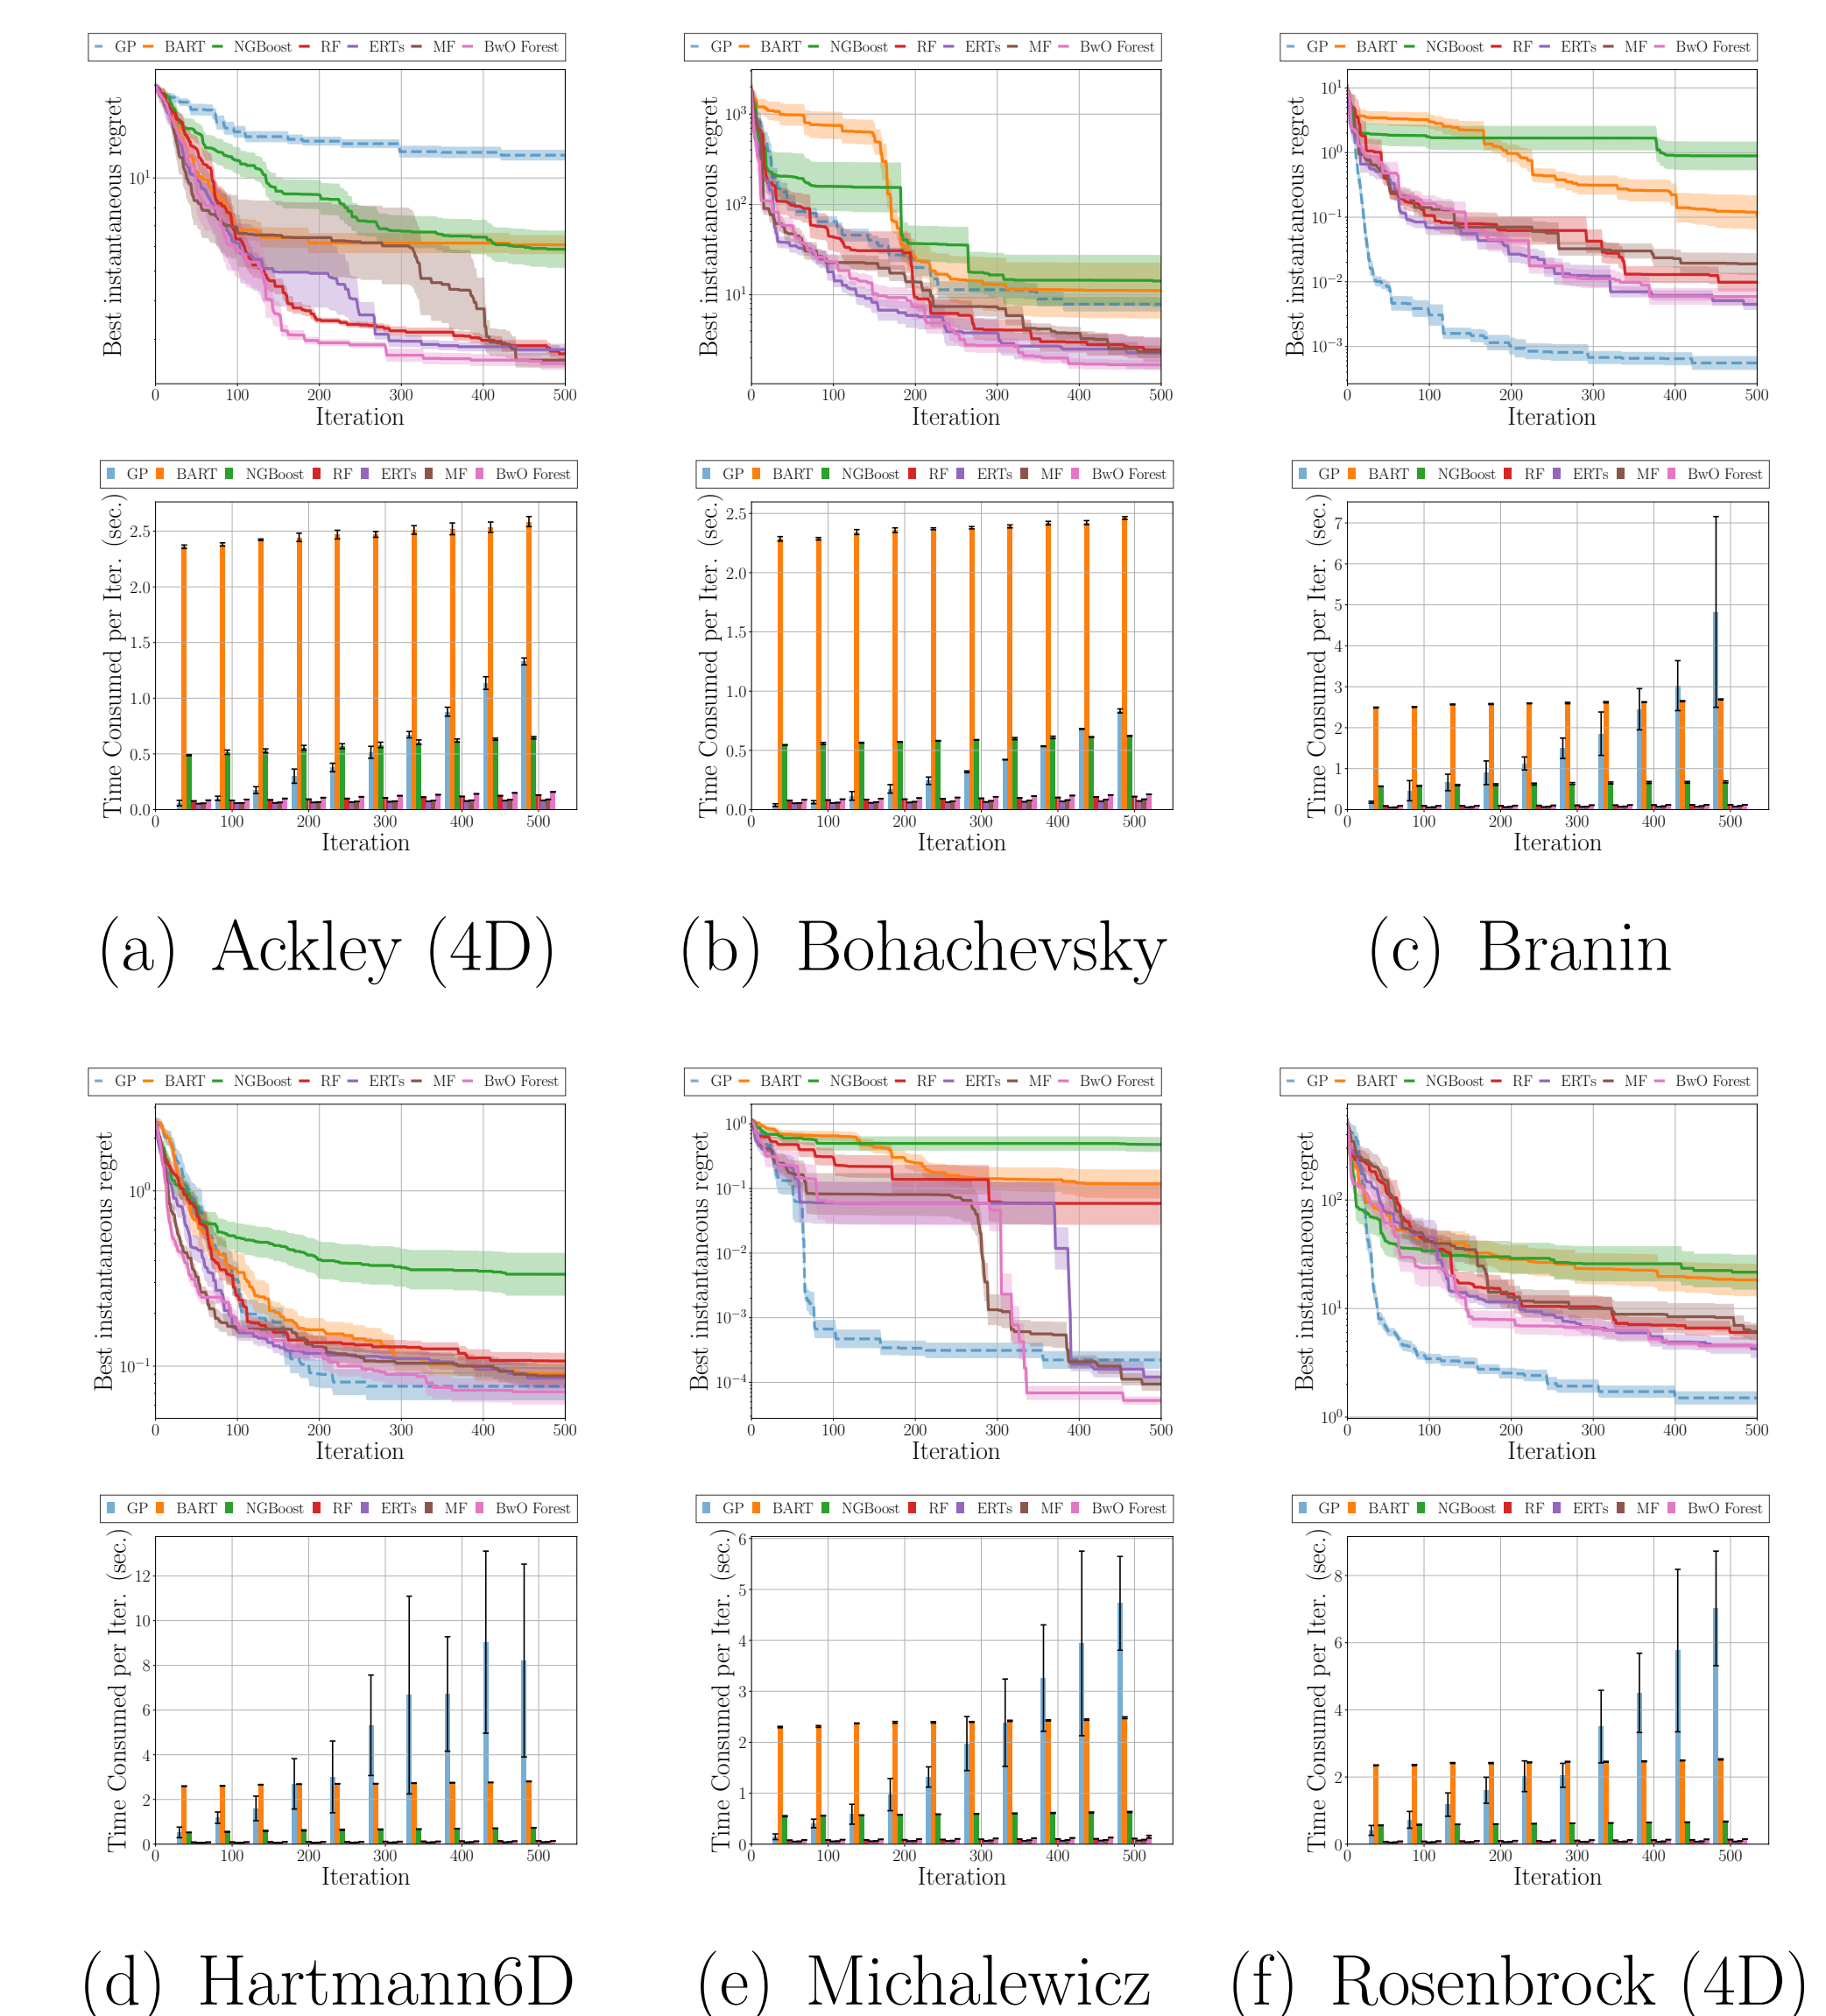 GP BART NGBoost RF ERTs MF BwO Forest
Best instantaneous regret
10^1
0 100 200 300 400 500
Iteration
GP BART NGBoost RF ERTs MF BwO Forest
Best instantaneous regret
10^3
10^2
10^1
0 100 200 300 400 500
Iteration
GP BART NGBoost RF ERTs MF BwO Forest
Best instantaneous regret
10^1
10^0
10^−1
10^−2
10^−3
0 100 200 300 400 500
Iteration
GP BART NGBoost RF ERTs MF BwO Forest
Time Consumed per Iter. (sec.)
2.5
2.0
1.5
1.0
0.5
0.0
0 100 200 300 400 500
Iteration
GP BART NGBoost RF ERTs MF BwO Forest
Time Consumed per Iter. (sec.)
2.5
2.0
1.5
1.0
0.5
0.0
0 100 200 300 400 500
Iteration
GP BART NGBoost RF ERTs MF BwO Forest
Time Consumed per Iter. (sec.)
7
6
5
4
3
2
1
0
0 100 200 300 400 500
Iteration
(a) Ackley (4D)
(b) Bohachevsky
(c) Branin
GP BART NGBoost RF ERTs MF BwO Forest
Best instantaneous regret
10^0
10^−1
0 100 200 300 400 500
Iteration
GP BART NGBoost RF ERTs MF BwO Forest
Best instantaneous regret
10^0
10^−1
10^−2
10^−3
10^−4
0 100 200 300 400 500
Iteration
GP BART NGBoost RF ERTs MF BwO Forest
Best instantaneous regret
10^2
10^1
10^0
0 100 200 300 400 500
Iteration
GP BART NGBoost RF ERTs MF BwO Forest
Time Consumed per Iter. (sec.)
12
10
8
6
4
2
0
0 100 200 300 400 500
Iteration
GP BART NGBoost RF ERTs MF BwO Forest
Time Consumed per Iter. (sec.)
6
5
4
3
2
1
0
0 100 200 300 400 500
Iteration
GP BART NGBoost RF ERTs MF BwO Forest
Time Consumed per Iter. (sec.)
8
6
4
2
0
0 100 200 300 400 500
Iteration
(d) Hartmann6D
(e) Michalewicz
(f) Rosenbrock (4D)